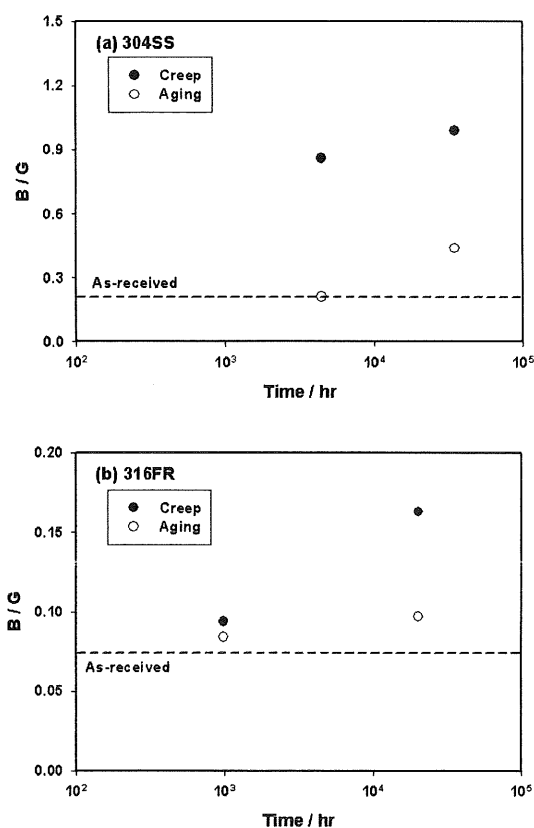 (a) 304SS
Creep
Aging
As-received
B / G
1.5
1.2
0.9
0.6
0.3
0.0
10²
10³
10⁴
10⁵
Time / hr
(b) 316FR
Creep
Aging
As-received
B / G
0.20
0.15
0.10
0.05
0.00
10²
10³
10⁴
10⁵
Time / hr